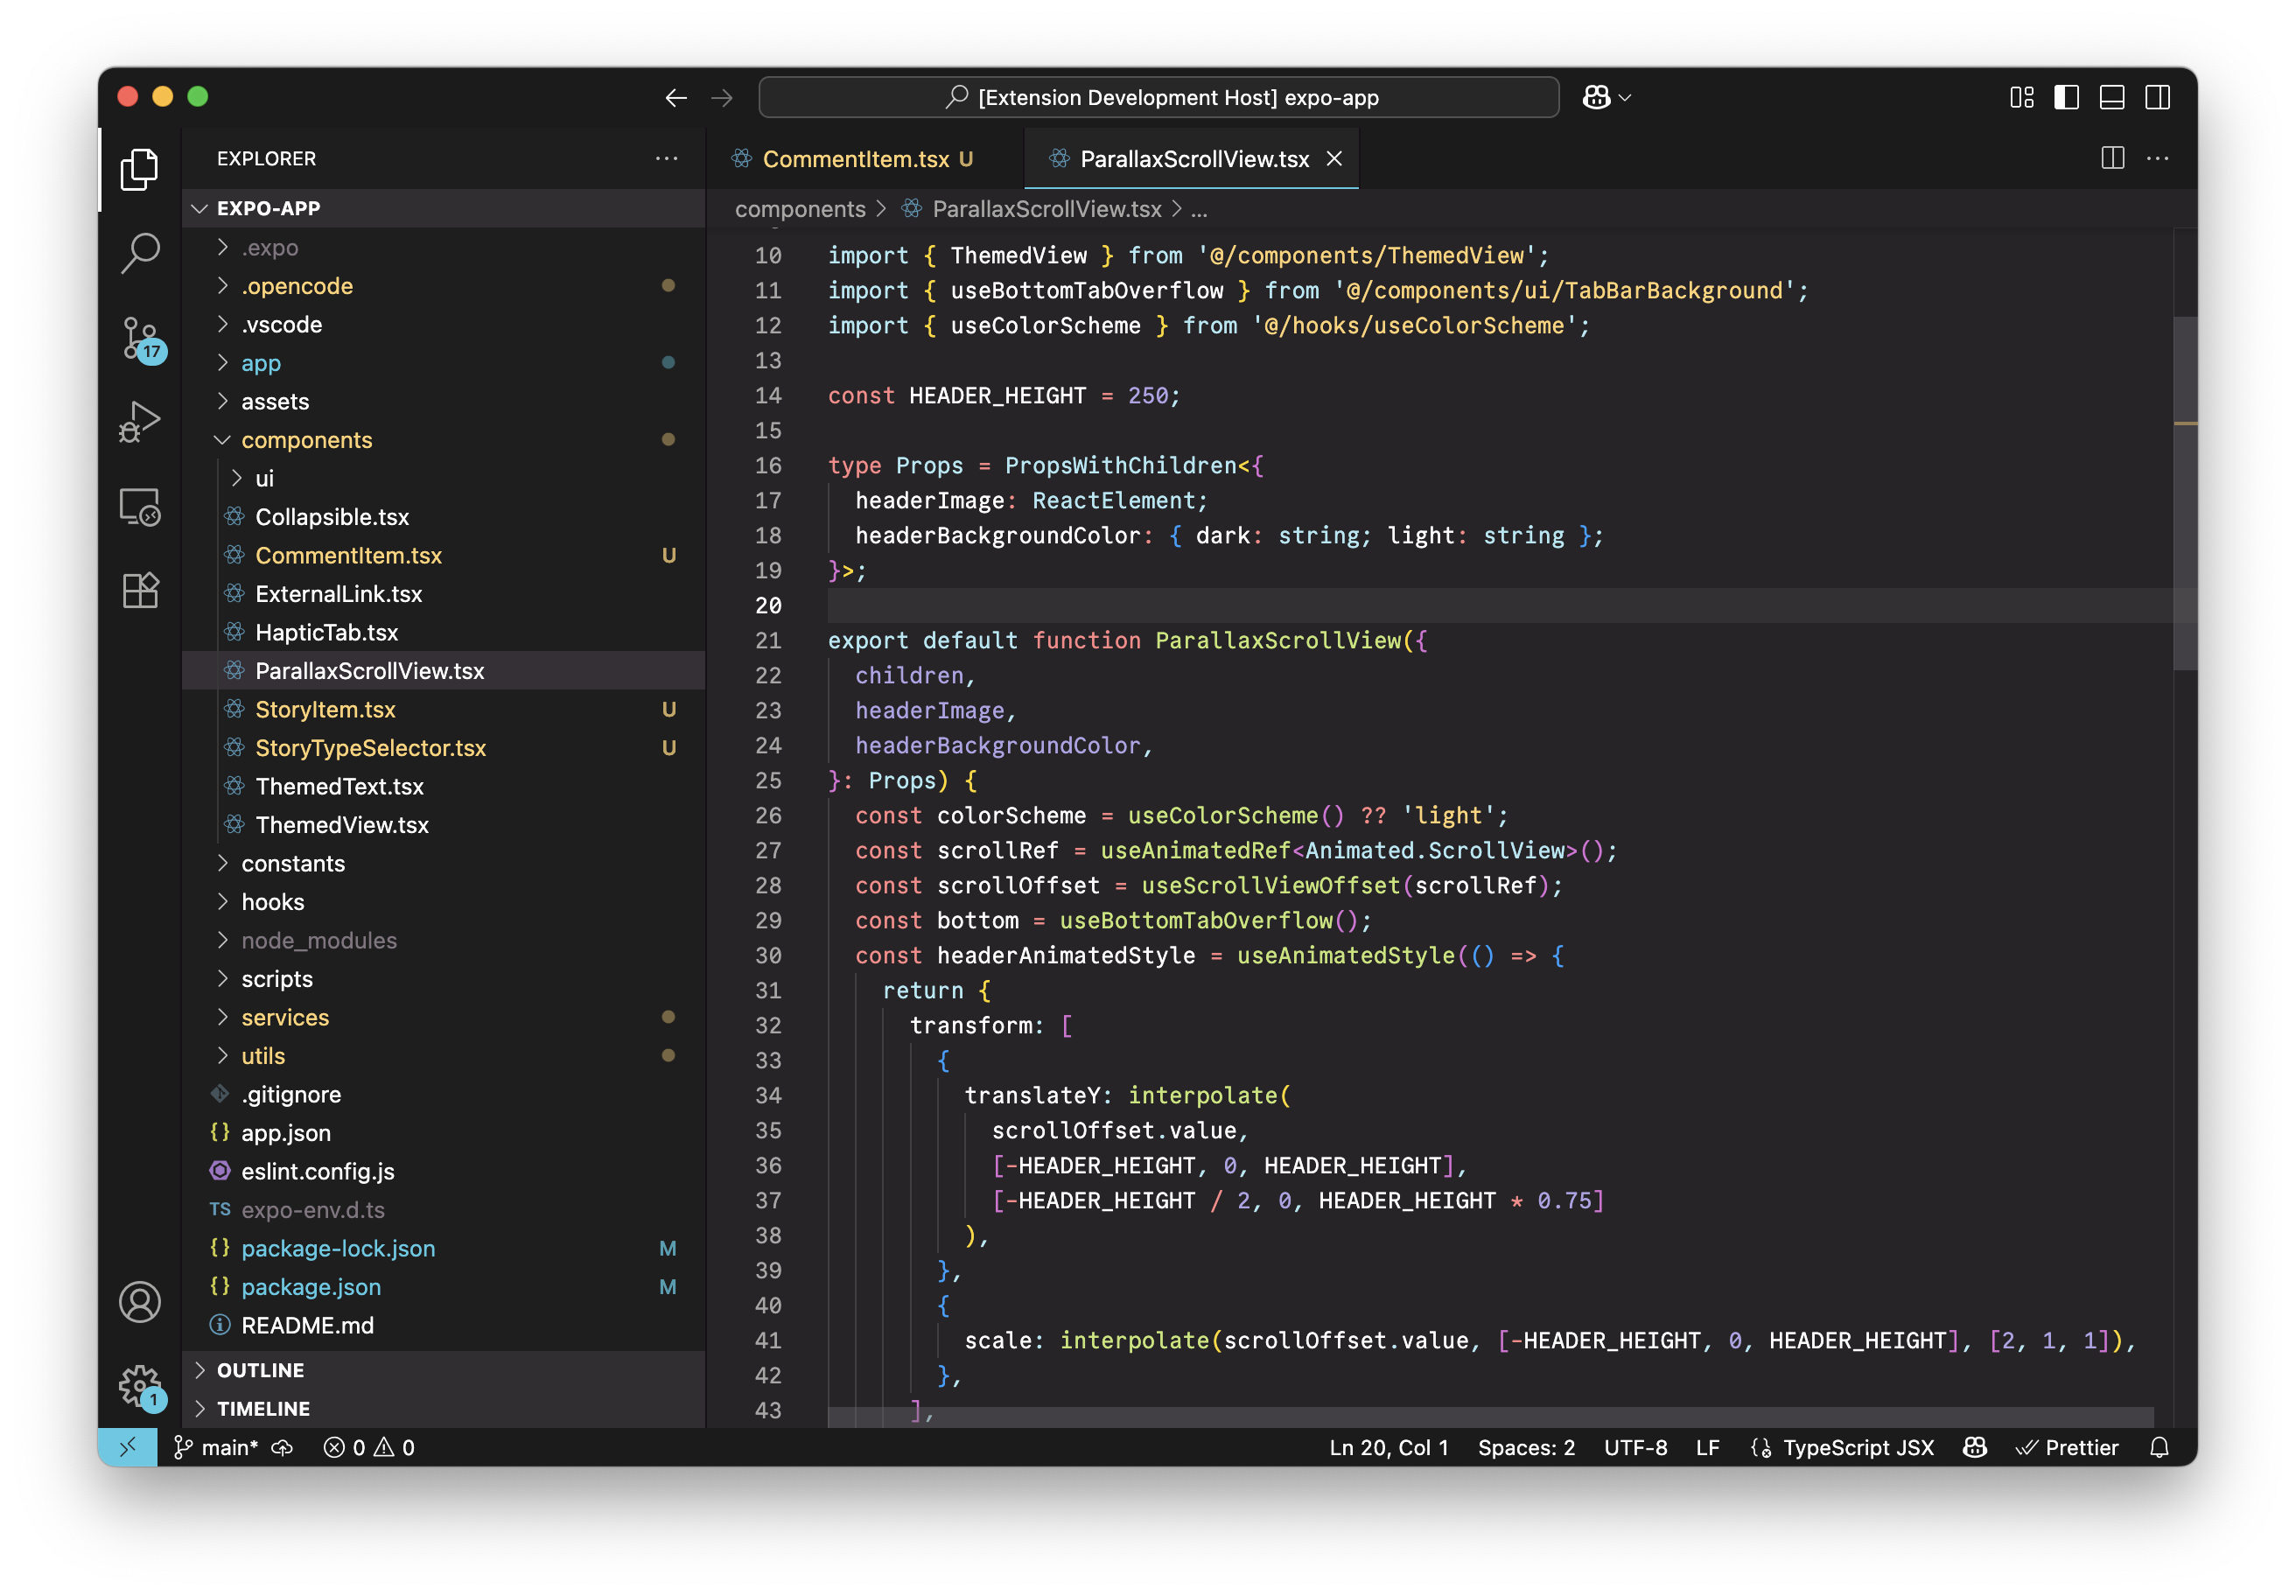 [Extension Development Host] expo-app
EXPLORER
EXPO-APP
.expo
.opencode
.vscode
app
assets
components
ui
Collapsible.tsx
CommentItem.tsx U
ExternalLink.tsx
HapticTab.tsx
ParallaxScrollView.tsx
StoryItem.tsx U
StoryTypeSelector.tsx U
ThemedText.tsx
ThemedView.tsx
constants
hooks
node_modules
scripts
services
utils
.gitignore
{} app.json
eslint.config.js
TS expo-env.d.ts
{} package-lock.json M
{} package.json M
README.md
OUTLINE
TIMELINE
17
1
CommentItem.tsx U
ParallaxScrollView.tsx
components > ParallaxScrollView.tsx > ...
10 import { ThemedView } from '@/components/ThemedView';
11 import { useBottomTabOverflow } from '@/components/ui/TabBarBackground';
12 import { useColorScheme } from '@/hooks/useColorScheme';
13
14 const HEADER_HEIGHT = 250;
15
16 type Props = PropsWithChildren<{
17   headerImage: ReactElement;
18   headerBackgroundColor: { dark: string; light: string };
19 }>;
20
21 export default function ParallaxScrollView({
22   children,
23   headerImage,
24   headerBackgroundColor,
25 }: Props) {
26   const colorScheme = useColorScheme() ?? 'light';
27   const scrollRef = useAnimatedRef<Animated.ScrollView>();
28   const scrollOffset = useScrollViewOffset(scrollRef);
29   const bottom = useBottomTabOverflow();
30   const headerAnimatedStyle = useAnimatedStyle(() => {
31     return {
32       transform: [
33         {
34           translateY: interpolate(
35             scrollOffset.value,
36             [-HEADER_HEIGHT, 0, HEADER_HEIGHT],
37             [-HEADER_HEIGHT / 2, 0, HEADER_HEIGHT * 0.75]
38           ),
39         },
40         {
41           scale: interpolate(scrollOffset.value, [-HEADER_HEIGHT, 0, HEADER_HEIGHT], [2, 1, 1]),
42         },
43       ],
main* 0 0
Ln 20, Col 1 Spaces: 2 UTF-8 LF TypeScript JSX Prettier